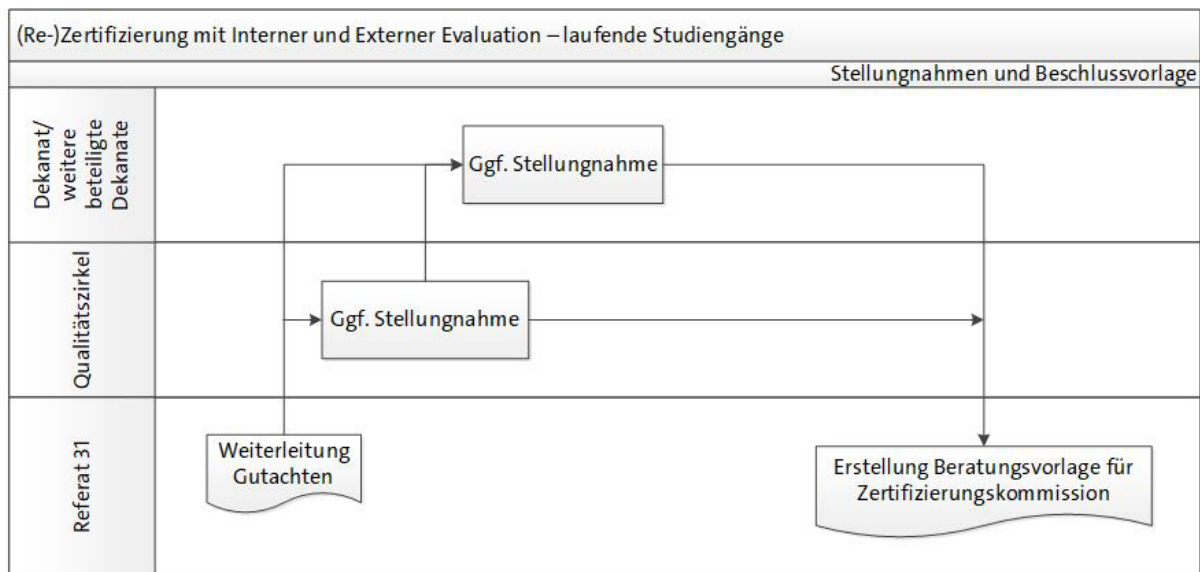 (Re-)Zertifizierung mit Interner und Externer Evaluation – laufende Studiengänge
Stellungnahmen und Beschlussvorlage
Dekanat/
weitere
beteiligte
Dekanate
Ggf. Stellungnahme
Qualitätszirkel
Ggf. Stellungnahme
Referat 31
Weiterleitung
Gutachten
Erstellung Beratungsvorlage für
Zertifizierungskommission